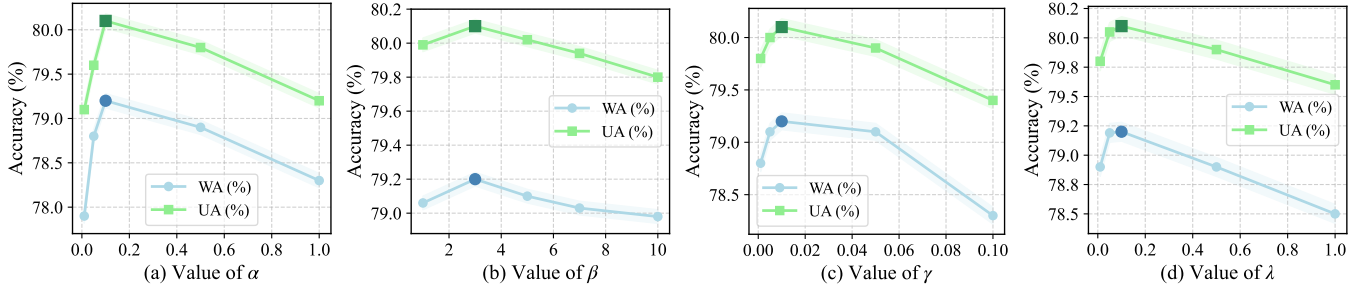 Accuracy (%)
80.0
79.5
79.0
78.5
78.0
0.0 0.2 0.4 0.6 0.8 1.0
WA (%)
UA (%)
(a) Value of α
Accuracy (%)
80.2
80.0
79.8
79.6
79.4
79.2
79.0
2 4 6 8 10
WA (%)
UA (%)
(b) Value of β
Accuracy (%)
80.0
79.5
79.0
78.5
0.00 0.02 0.04 0.06 0.08 0.10
WA (%)
UA (%)
(c) Value of γ
Accuracy (%)
80.2
80.0
79.8
79.5
79.2
79.0
78.8
78.5
0.0 0.2 0.4 0.6 0.8 1.0
WA (%)
UA (%)
(d) Value of λ